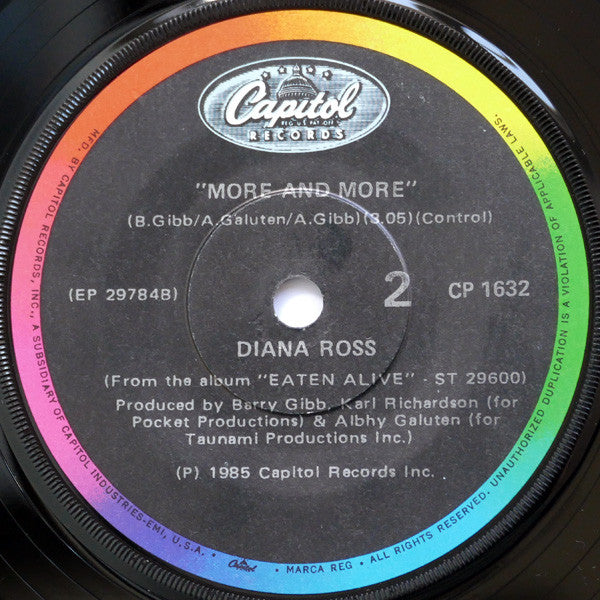 Capitol
REG. U.S. PAT. OFF.
RECORDS
"MORE AND MORE"
(B.Gibb/A.Galuten/A.Gibb)(3.05)(Control)
(EP 29784B)
2
CP 1632
DIANA ROSS
(From the album "EATEN ALIVE" - ST 29600)
Produced by Barry Gibb, Karl Richardson (for
Pocket Productions) & Albhy Galuten (for
Taunami Productions Inc.)
(P) 1985 Capitol Records Inc.
MFD. BY CAPITOL RECORDS, INC., A SUBSIDIARY OF CAPITOL INDUSTRIES-EMI, U.S.A. • Capitol • MARCA REG • ALL RIGHTS RESERVED. UNAUTHORIZED DUPLICATION IS A VIOLATION OF APPLICABLE LAWS.